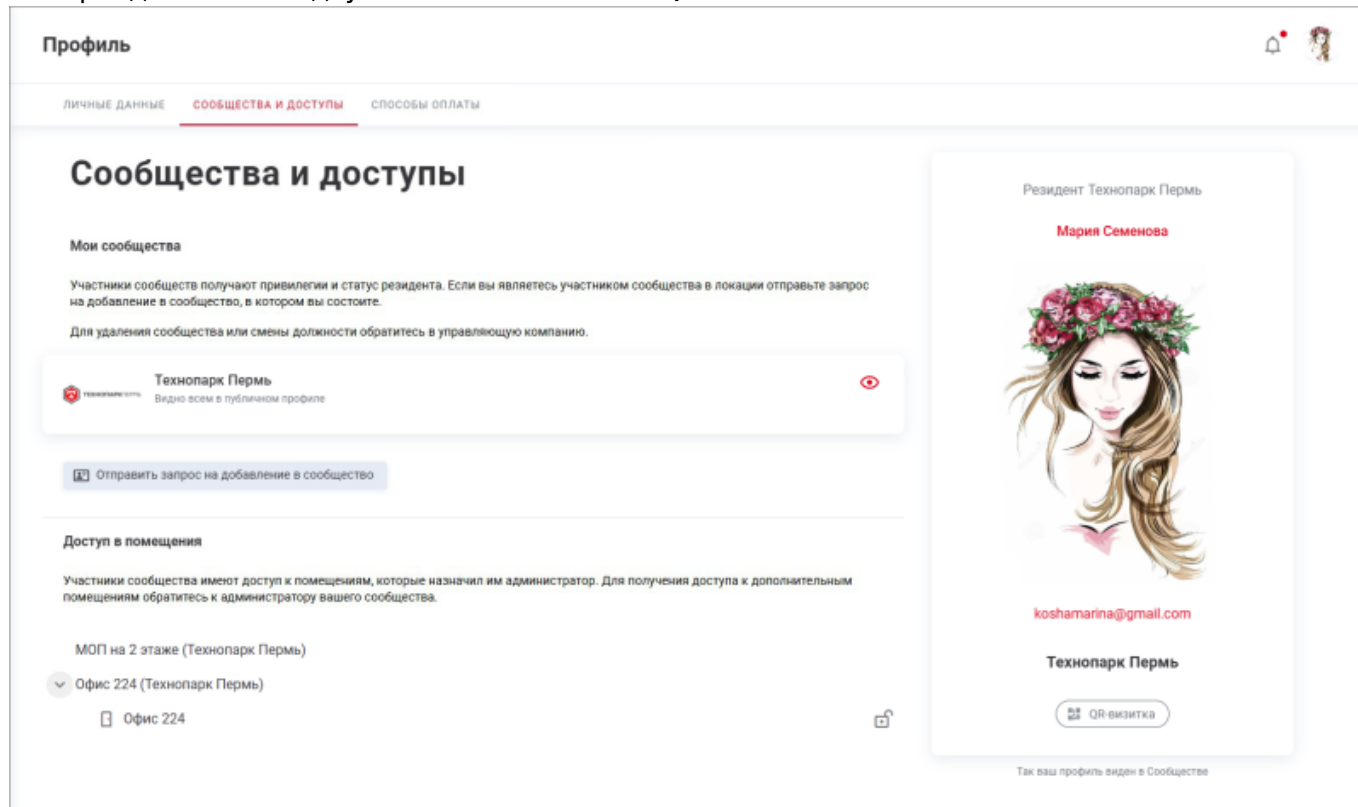 Профиль
ЛИЧНЫЕ ДАННЫЕ
СООБЩЕСТВА И ДОСТУПЫ
СПОСОБЫ ОПЛАТЫ
Сообщества и доступы
Мои сообщества
Участники сообществ получают привилегии и статус резидента. Если вы являетесь участником сообщества в локации отправьте запрос
на добавление в сообщество, в котором вы состоите.
Для удаления сообщества или смены должности обратитесь в управляющую компанию.
ТЕХНОПАРК ПЕРМЬ
Технопарк Пермь
Видно всем в публичном профиле
Отправить запрос на добавление в сообщество
Доступ в помещения
Участники сообщества имеют доступ к помещениям, которые назначил им администратор. Для получения доступа к дополнительным
помещениям обратитесь к администратору вашего сообщества.
МОП на 2 этаже (Технопарк Пермь)
Офис 224 (Технопарк Пермь)
Офис 224
Резидент Технопарк Пермь
Мария Семенова
koshamarina@gmail.com
Технопарк Пермь
QR-визитка
Так ваш профиль виден в Сообществе